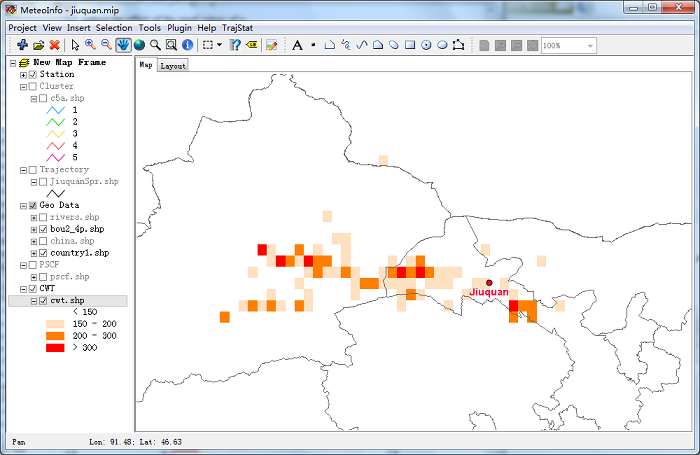 MeteoInfo - jiuquan.mip
Project View Insert Selection Tools Plugin Help TrajStat
A 100%
New Map Frame
Station
Cluster
c5a.shp
1
2
3
4
5
Trajectory
JiuquanSpr.shp
Geo Data
rivers.shp
bou2_4p.shp
china.shp
country1.shp
PSCF
pscf.shp
CWT
cwt.shp
< 150
150 - 200
200 - 300
> 300
Map Layout
Jiuquan
Pan Lon: 91.48; Lat: 46.63